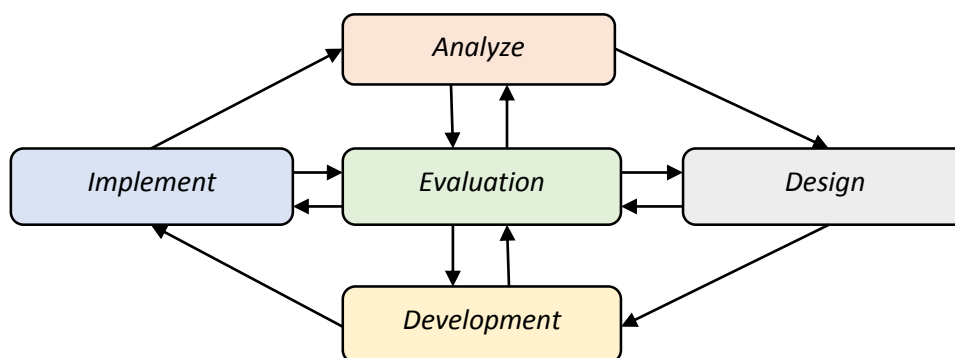 Analyze
Implement
Evaluation
Design
Development